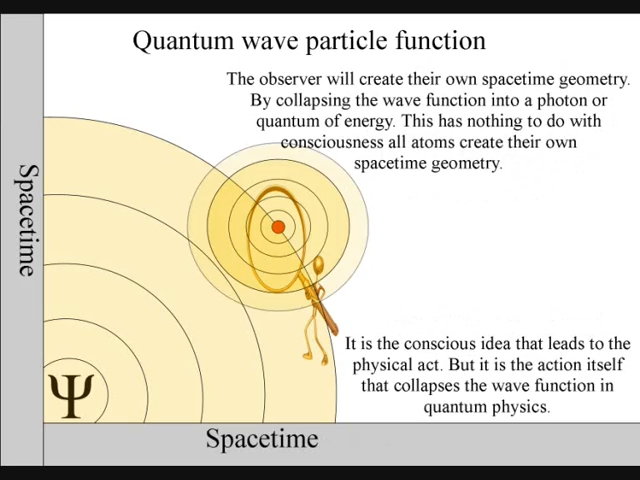 Quantum wave particle function
The observer will create their own spacetime geometry.
By collapsing the wave function into a photon or
quantum of energy. This has nothing to do with
consciousness all atoms create their own
spacetime geometry.
Spacetime
It is the conscious idea that leads to the
physical act. But it is the action itself
that collapses the wave function in
quantum physics.
Ψ
Spacetime